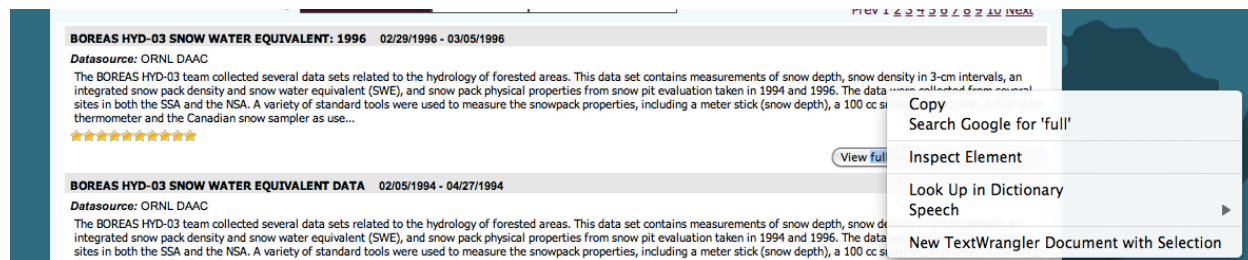 Prev 1 2 3 4 5 6 7 8 9 10 Next
BOREAS HYD-03 SNOW WATER EQUIVALENT: 1996 02/29/1996 - 03/05/1996
Datasource: ORNL DAAC
The BOREAS HYD-03 team collected several data sets related to the hydrology of forested areas. This data set contains measurements of snow depth, snow density in 3-cm intervals, an
integrated snow pack density and snow water equivalent (SWE), and snow pack physical properties from snow pit evaluation taken in 1994 and 1996. The data were collected from several
sites in both the SSA and the NSA. A variety of standard tools were used to measure the snowpack properties, including a meter stick (snow depth), a 100 cc
thermometer and the Canadian snow sampler as use...
View full
BOREAS HYD-03 SNOW WATER EQUIVALENT DATA 02/05/1994 - 04/27/1994
Datasource: ORNL DAAC
The BOREAS HYD-03 team collected several data sets related to the hydrology of forested areas. This data set contains measurements of snow depth, snow
integrated snow pack density and snow water equivalent (SWE), and snow pack physical properties from snow pit evaluation taken in 1994 and 1996. The data
sites in both the SSA and the NSA. A variety of standard tools were used to measure the snowpack properties, including a meter stick (snow depth), a 100 cc
Copy
Search Google for 'full'
Inspect Element
Look Up in Dictionary
Speech
New TextWrangler Document with Selection